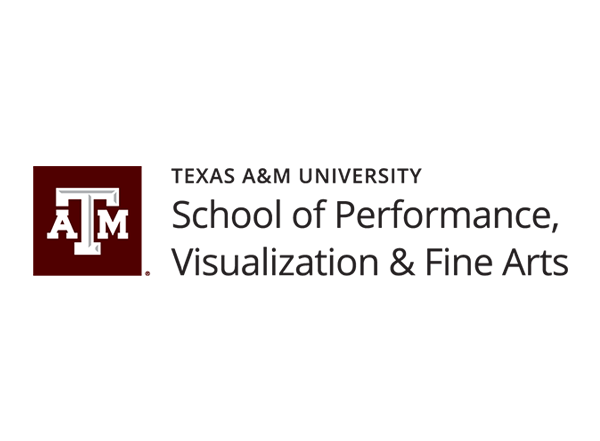 ATM
®
TEXAS A&M UNIVERSITY
School of Performance,
Visualization & Fine Arts